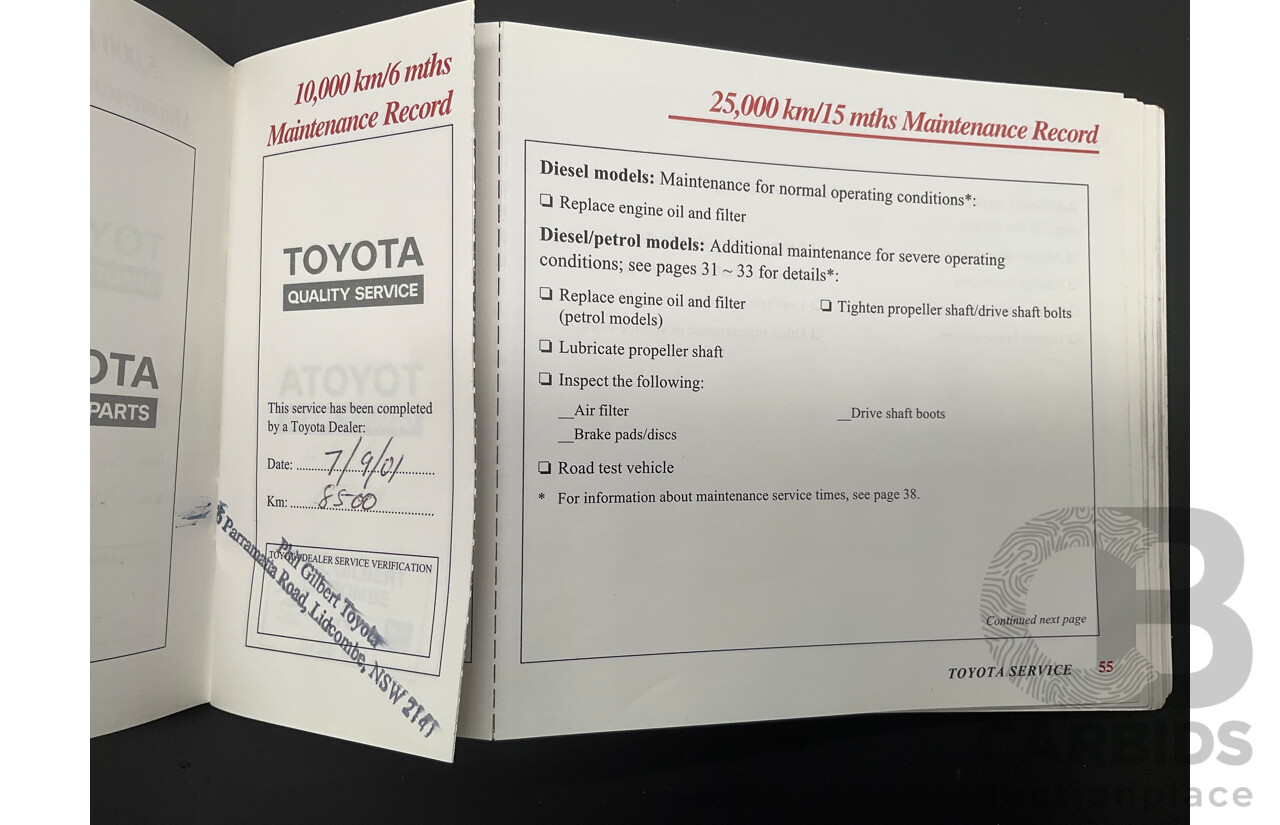 OTA
PARTS
10,000 km/6 mths
Maintenance Record
TOYOTA
QUALITY SERVICE
This service has been completed
by a Toyota Dealer:
Date: 7/9/01
Km: 8500
TOYOTA DEALER SERVICE VERIFICATION
Phil Gilbert Toyota
Parramatta Road, Lidcombe, NSW 2141
25,000 km/15 mths Maintenance Record
Diesel models: Maintenance for normal operating conditions*:
❏ Replace engine oil and filter
Diesel/petrol models: Additional maintenance for severe operating
conditions; see pages 31 ~ 33 for details*:
❏ Replace engine oil and filter
(petrol models)
❏ Tighten propeller shaft/drive shaft bolts
❏ Lubricate propeller shaft
❏ Inspect the following:
__Air filter
__Drive shaft boots
__Brake pads/discs
❏ Road test vehicle
* For information about maintenance service times, see page 38.
Continued next page
TOYOTA SERVICE 55
CB
CARBIDS
auctionplace